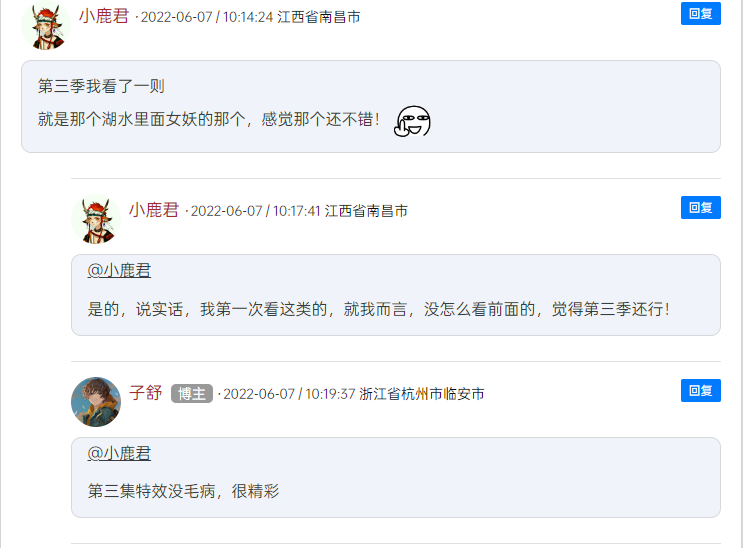 小鹿君 ·2022-06-07 / 10:14:24 江西省南昌市 回复
第三季我看了一则
就是那个湖水里面女妖的那个，感觉那个还不错！
小鹿君 ·2022-06-07 / 10:17:41 江西省南昌市 回复
@小鹿君
是的，说实话，我第一次看这类的，就我而言，没怎么看前面的，觉得第三季还行！
子舒 博主 ·2022-06-07 / 10:19:37 浙江省杭州市临安市 回复
@小鹿君
第三集特效没毛病，很精彩